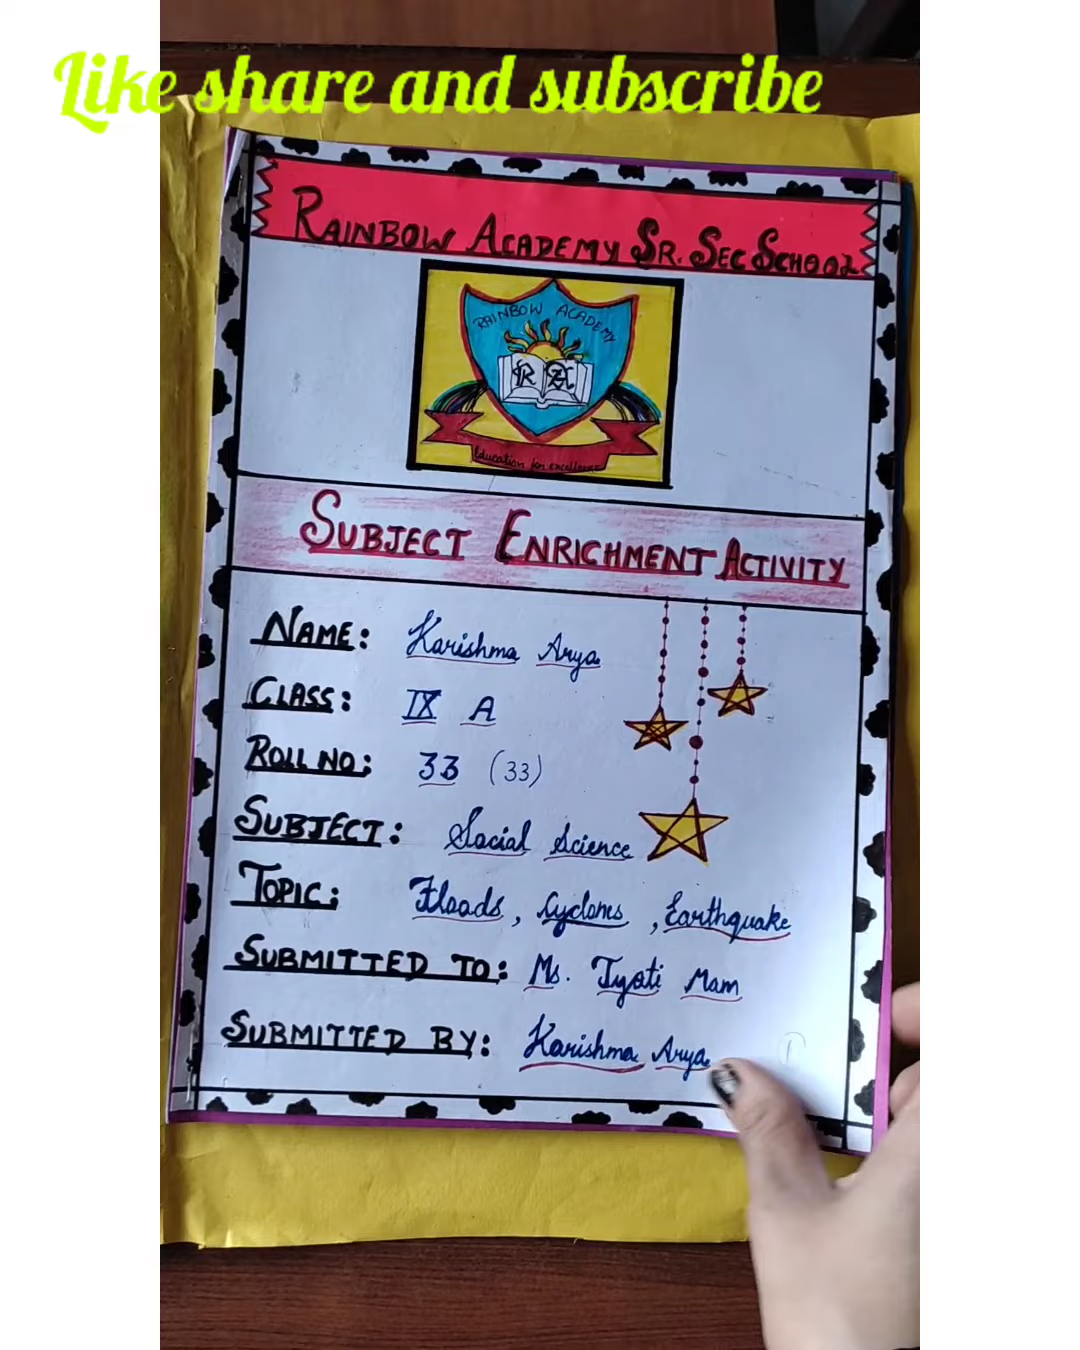 Like share and subscribe
RAINBOW ACADEMY SR. SEC SCHOOL
RAINBOW ACADEMY
R A
Education for excellence
SUBJECT ENRICHMENT ACTIVITY
NAME: Karishma Arya
CLASS: IX A
ROLL NO: 33 (33)
SUBJECT: Social Science
TOPIC: Floods, Cyclones, Earthquake
SUBMITTED TO: Ms. Jyoti Mam
SUBMITTED BY: Karishma Arya